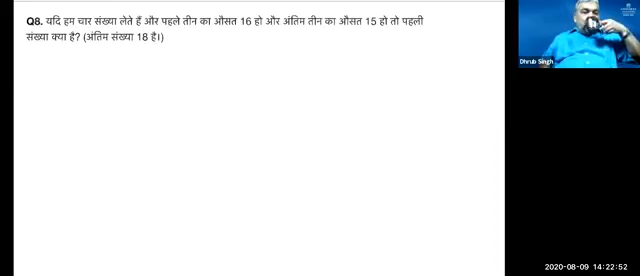 Q8. यदि हम चार संख्या लेते हैं और पहले तीन का औसत 16 हो और अंतिम तीन का औसत 15 हो तो पहली
संख्या क्या है? (अंतिम संख्या 18 है।)
Dhrub Singh
2020-08-09 14:22:52